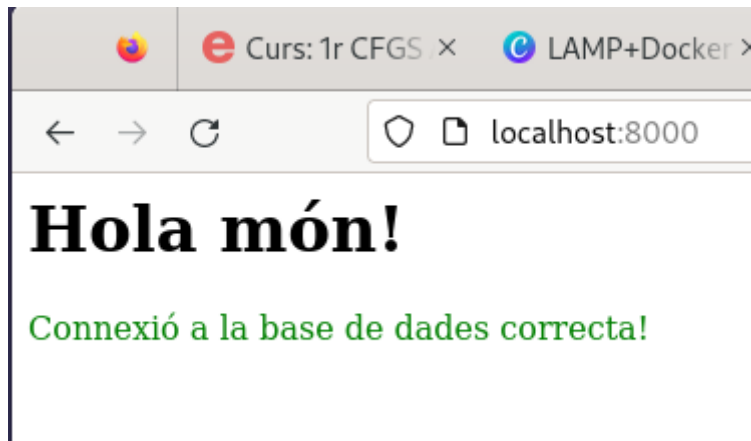 Curs: 1r CFGS
LAMP+Docker
localhost:8000
Hola món!
Connexió a la base de dades correcta!